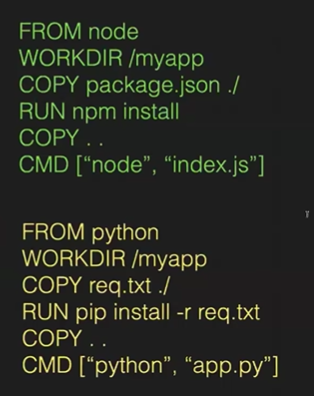 FROM node
WORKDIR /myapp
COPY package.json ./
RUN npm install
COPY . .
CMD [“node”, “index.js”]
FROM python
WORKDIR /myapp
COPY req.txt ./
RUN pip install -r req.txt
COPY . .
CMD [“python”, “app.py”]